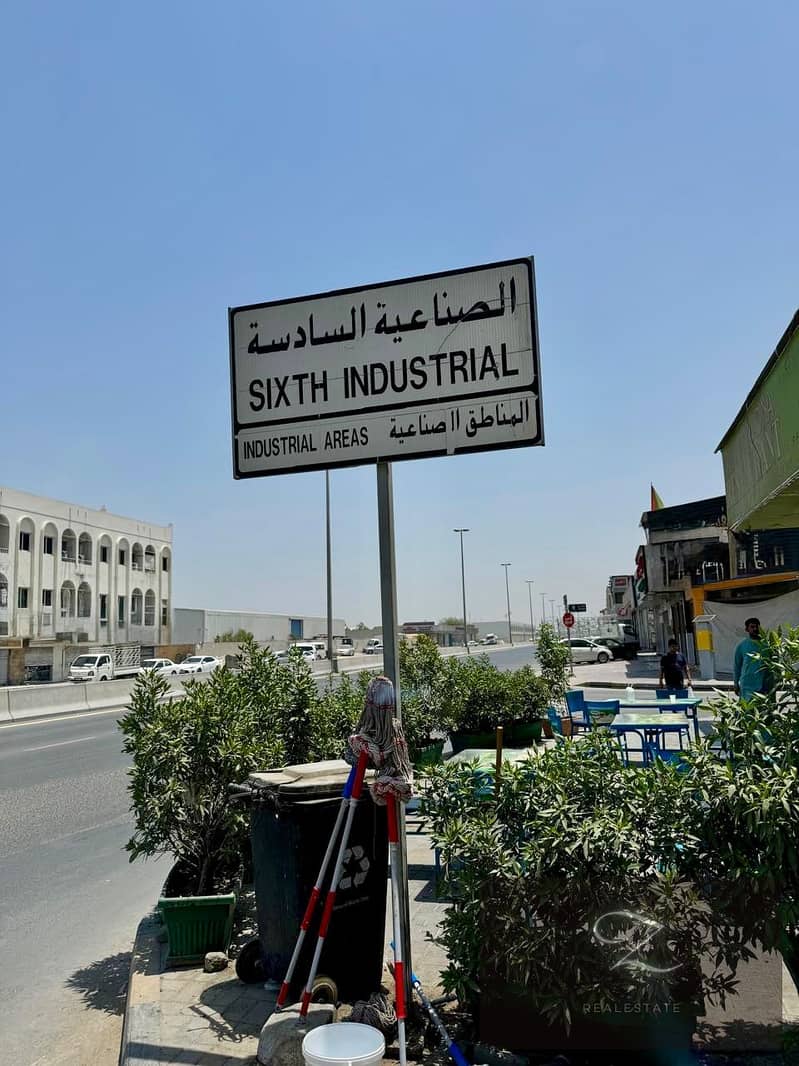 الصناعية السادسة
SIXTH INDUSTRIAL
INDUSTRIAL AREAS المناطق الصناعية
Z
REALESTATE